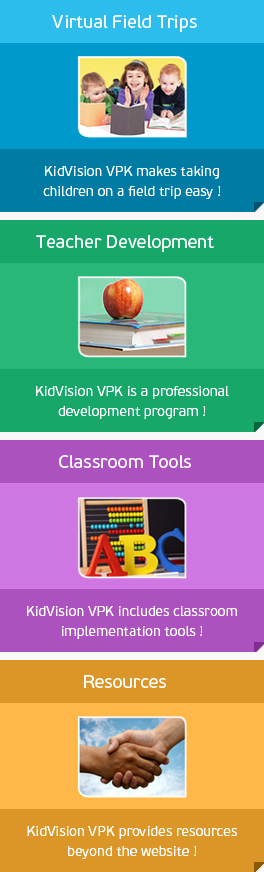 Virtual Field Trips
KidVision VPK makes taking
children on a field trip easy !
Teacher Development
KidVision VPK is a professional
development program !
Classroom Tools
ABC
KidVision VPK includes classroom
implementation tools !
Resources
KidVision VPK provides resources
beyond the website !